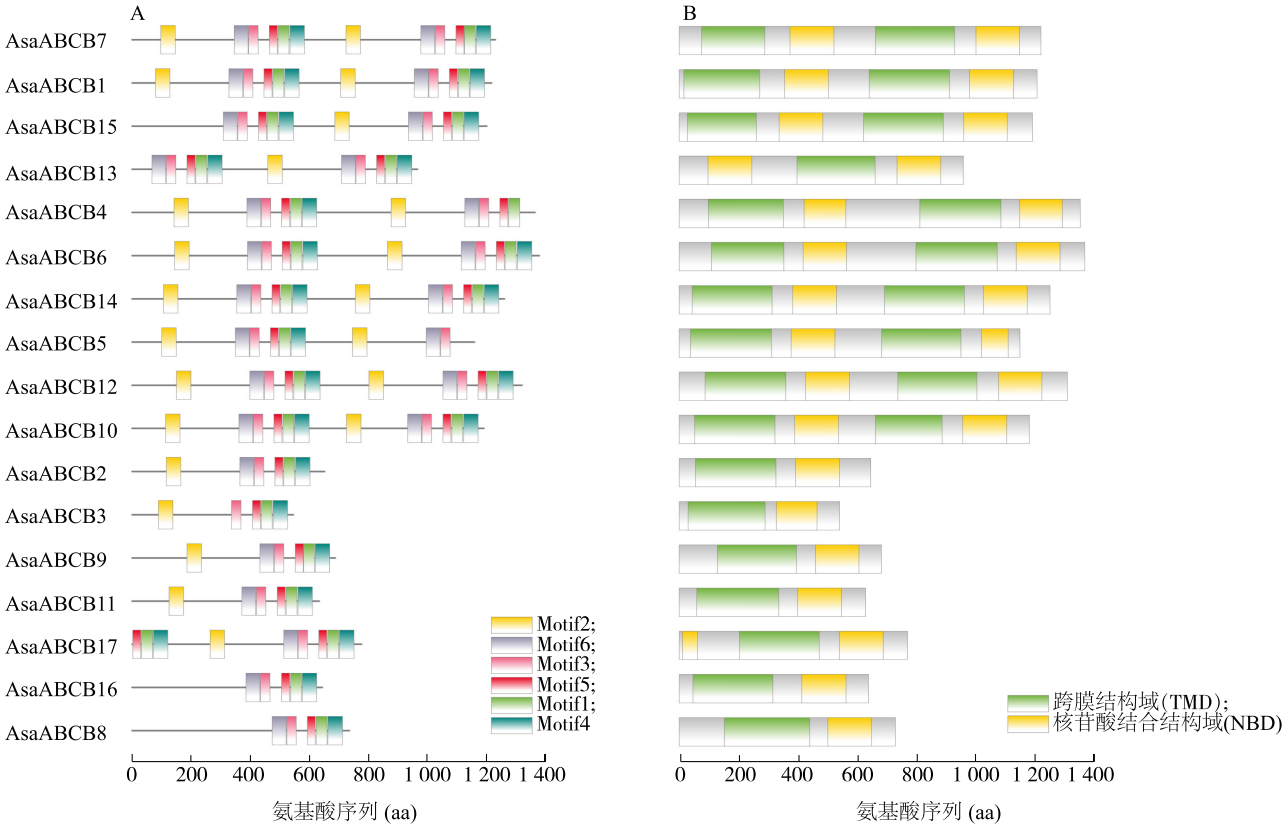 A
B
AsaABCB7
AsaABCB1
AsaABCB15
AsaABCB13
AsaABCB4
AsaABCB6
AsaABCB14
AsaABCB5
AsaABCB12
AsaABCB10
AsaABCB2
AsaABCB3
AsaABCB9
AsaABCB11
AsaABCB17
AsaABCB16
AsaABCB8
Motif2;
Motif6;
Motif3;
Motif5;
Motif1;
Motif4
跨膜结构域(TMD);
核苷酸结合结构域(NBD)
0 200 400 600 800 1 000 1 200 1 400
氨基酸序列 (aa)
0 200 400 600 800 1 000 1 200 1 400
氨基酸序列 (aa)